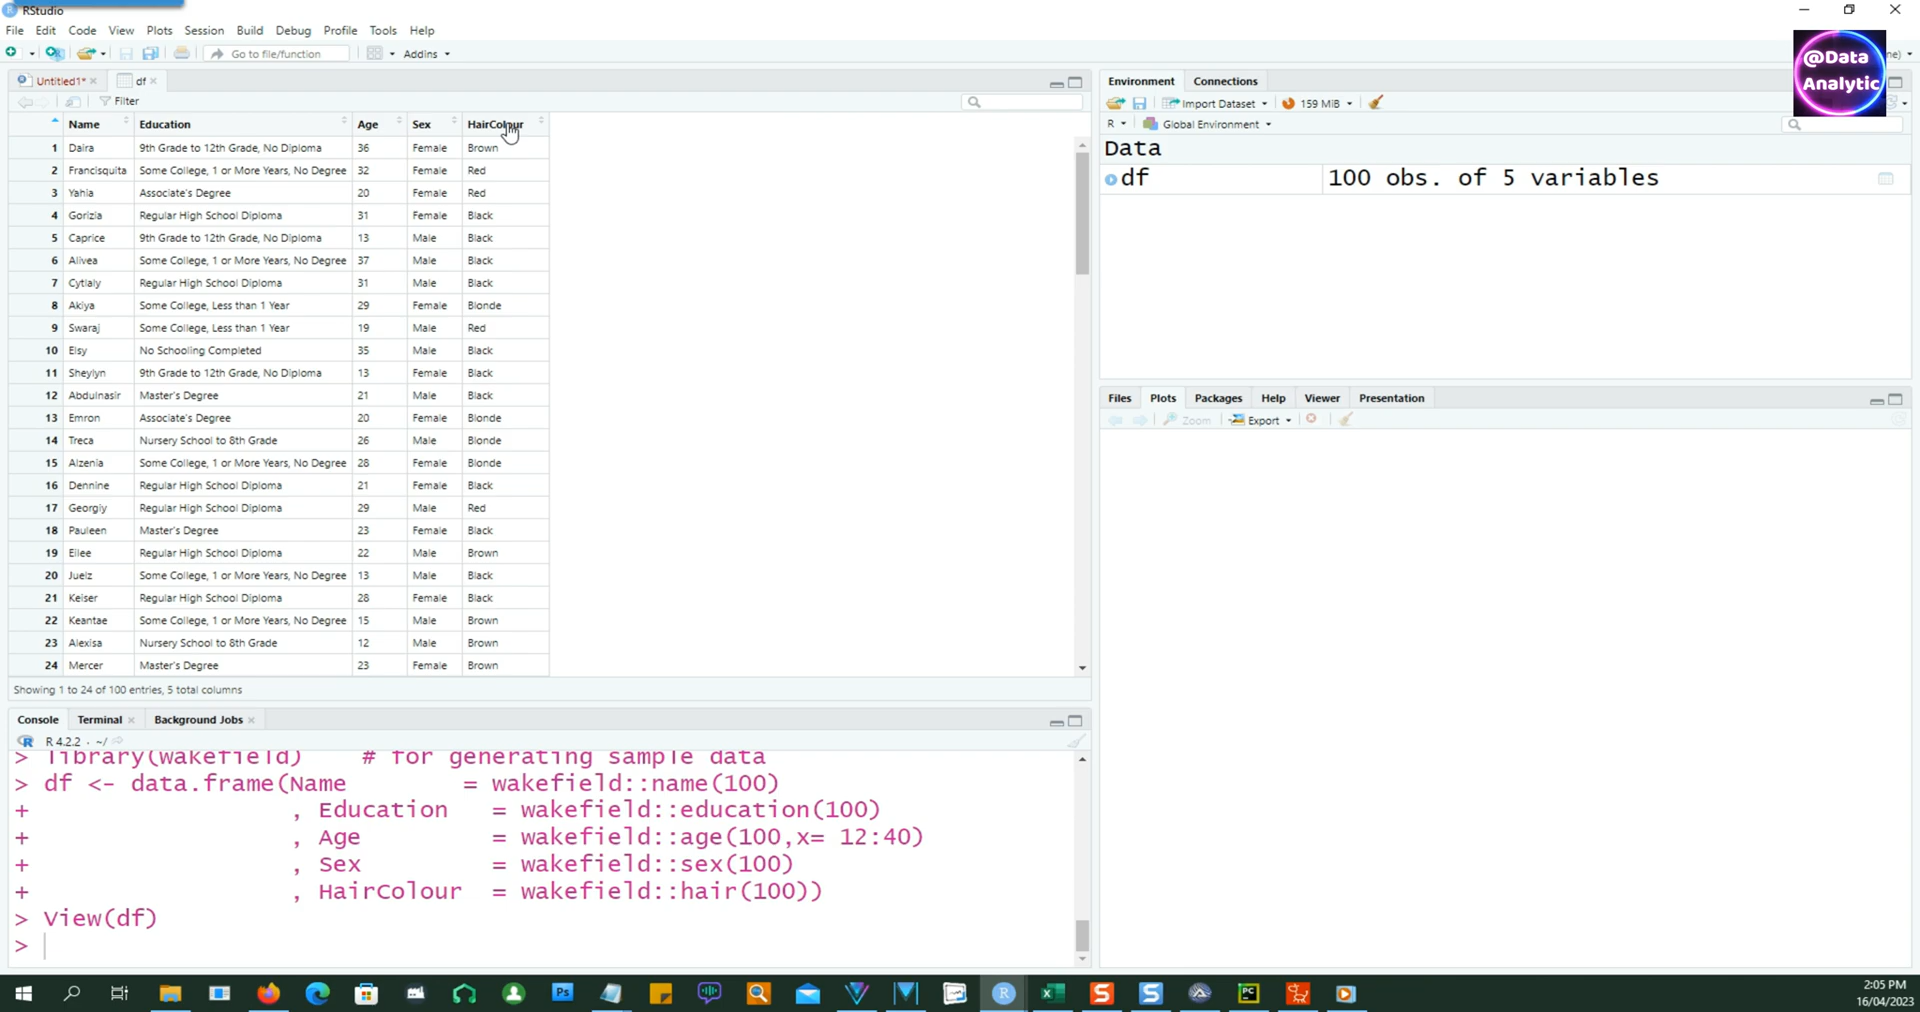 RStudio
File Edit Code View Plots Session Build Debug Profile Tools Help
Go to file/function Addins
@Data
Analytic
Untitled1* df
Filter
Name Education Age Sex HairColour
1 Daira 9th Grade to 12th Grade, No Diploma 36 Female Brown
2 Francisquita Some College, 1 or More Years, No Degree 32 Female Red
3 Yahia Associate's Degree 20 Female Red
4 Gorizia Regular High School Diploma 31 Female Black
5 Caprice 9th Grade to 12th Grade, No Diploma 13 Male Black
6 Alivea Some College, 1 or More Years, No Degree 37 Male Black
7 Cytlaly Regular High School Diploma 31 Male Black
8 Akiya Some College, Less than 1 Year 29 Female Blonde
9 Swaraj Some College, Less than 1 Year 19 Male Red
10 Elsy No Schooling Completed 35 Male Black
11 Sheylyn 9th Grade to 12th Grade, No Diploma 13 Female Black
12 Abdulnasir Master's Degree 21 Male Black
13 Emron Associate's Degree 20 Female Blonde
14 Treca Nursery School to 8th Grade 26 Male Blonde
15 Alzenia Some College, 1 or More Years, No Degree 28 Female Blonde
16 Dennine Regular High School Diploma 21 Female Black
17 Georgiy Regular High School Diploma 29 Male Red
18 Pauleen Master's Degree 23 Female Black
19 Eilee Regular High School Diploma 22 Male Brown
20 Juelz Some College, 1 or More Years, No Degree 13 Male Black
21 Keiser Regular High School Diploma 28 Female Black
22 Keantae Some College, 1 or More Years, No Degree 15 Male Brown
23 Alexisa Nursery School to 8th Grade 12 Male Brown
24 Mercer Master's Degree 23 Female Brown
Showing 1 to 24 of 100 entries, 5 total columns
Console Terminal Background Jobs
R 4.2.2 · ~/
> library(wakefield) # for generating sample data
> df <- data.frame(Name = wakefield::name(100)
+ , Education = wakefield::education(100)
+ , Age = wakefield::age(100,x= 12:40)
+ , Sex = wakefield::sex(100)
+ , HairColour = wakefield::hair(100))
> View(df)
>
Environment Connections
Import Dataset 159 MiB
R Global Environment
Data
df 100 obs. of 5 variables
Files Plots Packages Help Viewer Presentation
Zoom Export
2:05 PM
16/04/2023